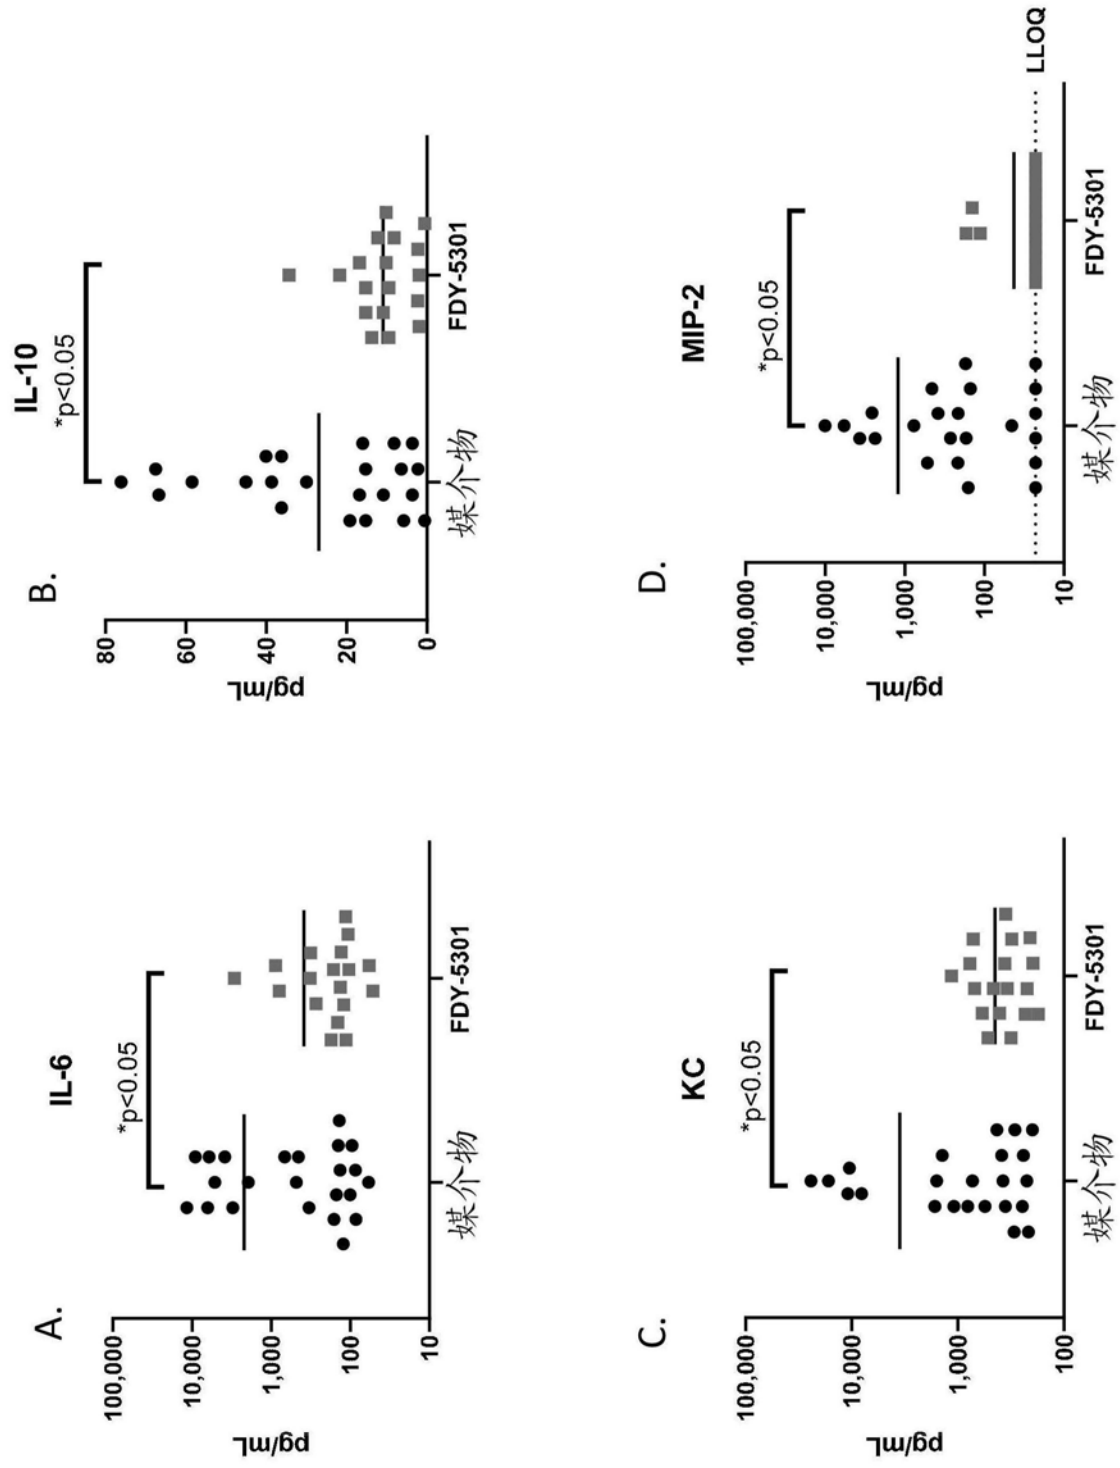 A.
IL-6
*p<0.05
pg/mL
100,000
10,000
1,000
100
10
媒介物
FDY-5301
B.
IL-10
*p<0.05
pg/mL
80
60
40
20
0
媒介物
FDY-5301
C.
KC
*p<0.05
pg/mL
100,000
10,000
1,000
100
媒介物
FDY-5301
D.
MIP-2
*p<0.05
pg/mL
100,000
10,000
1,000
100
10
LLOQ
媒介物
FDY-5301